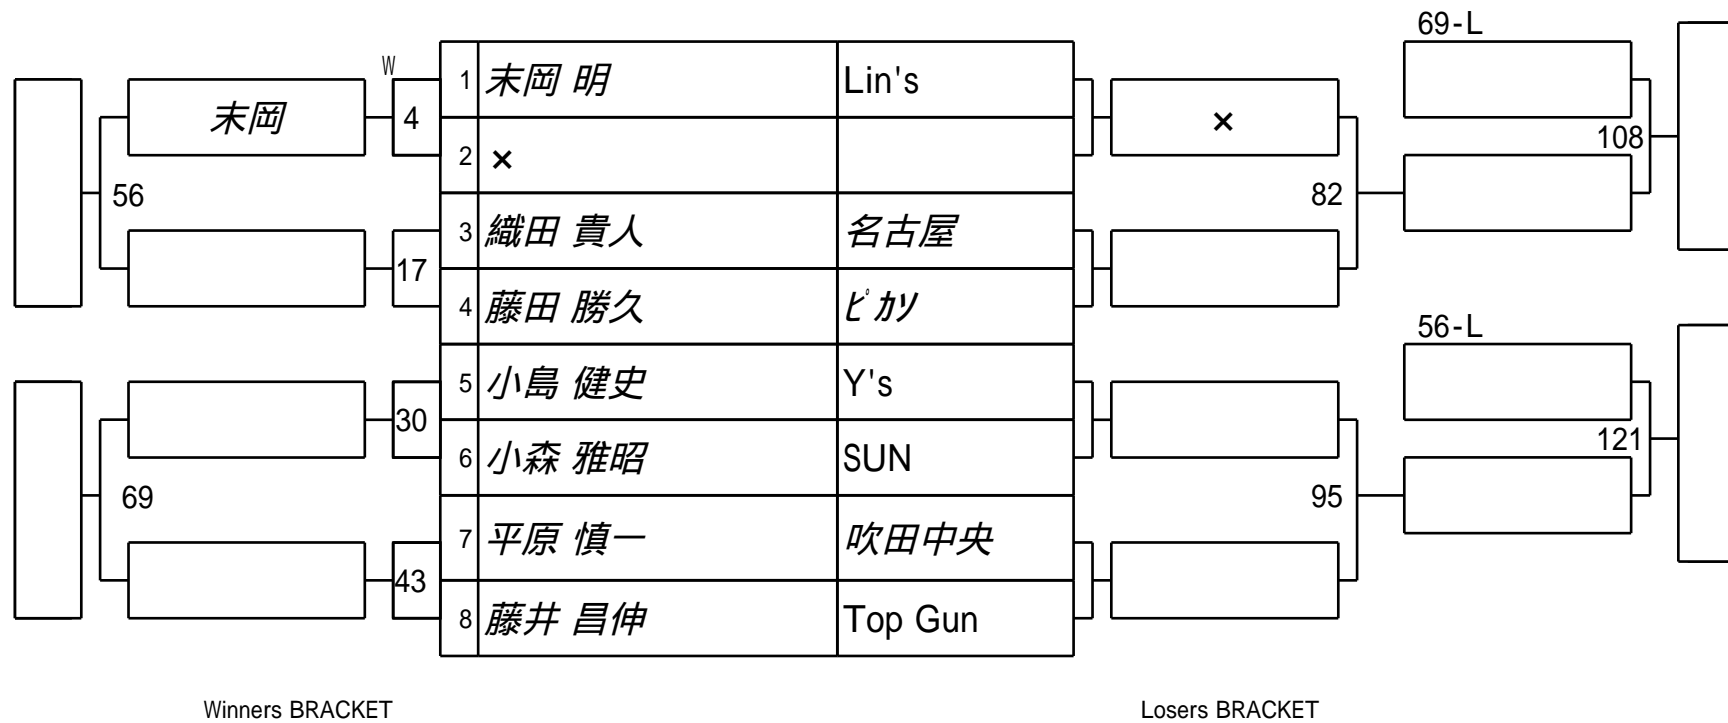 69-L
W
1 末岡 明 Lin's
末岡 4 ×
2 × 108
56 82
3 織田 貴人 名古屋
17
4 藤田 勝久 ピカソ
56-L
5 小島 健史 Y's
30 121
6 小森 雅昭 SUN
69 95
7 平原 慎一 吹田中央
43
8 藤井 昌伸 Top Gun
Winners BRACKET Losers BRACKET